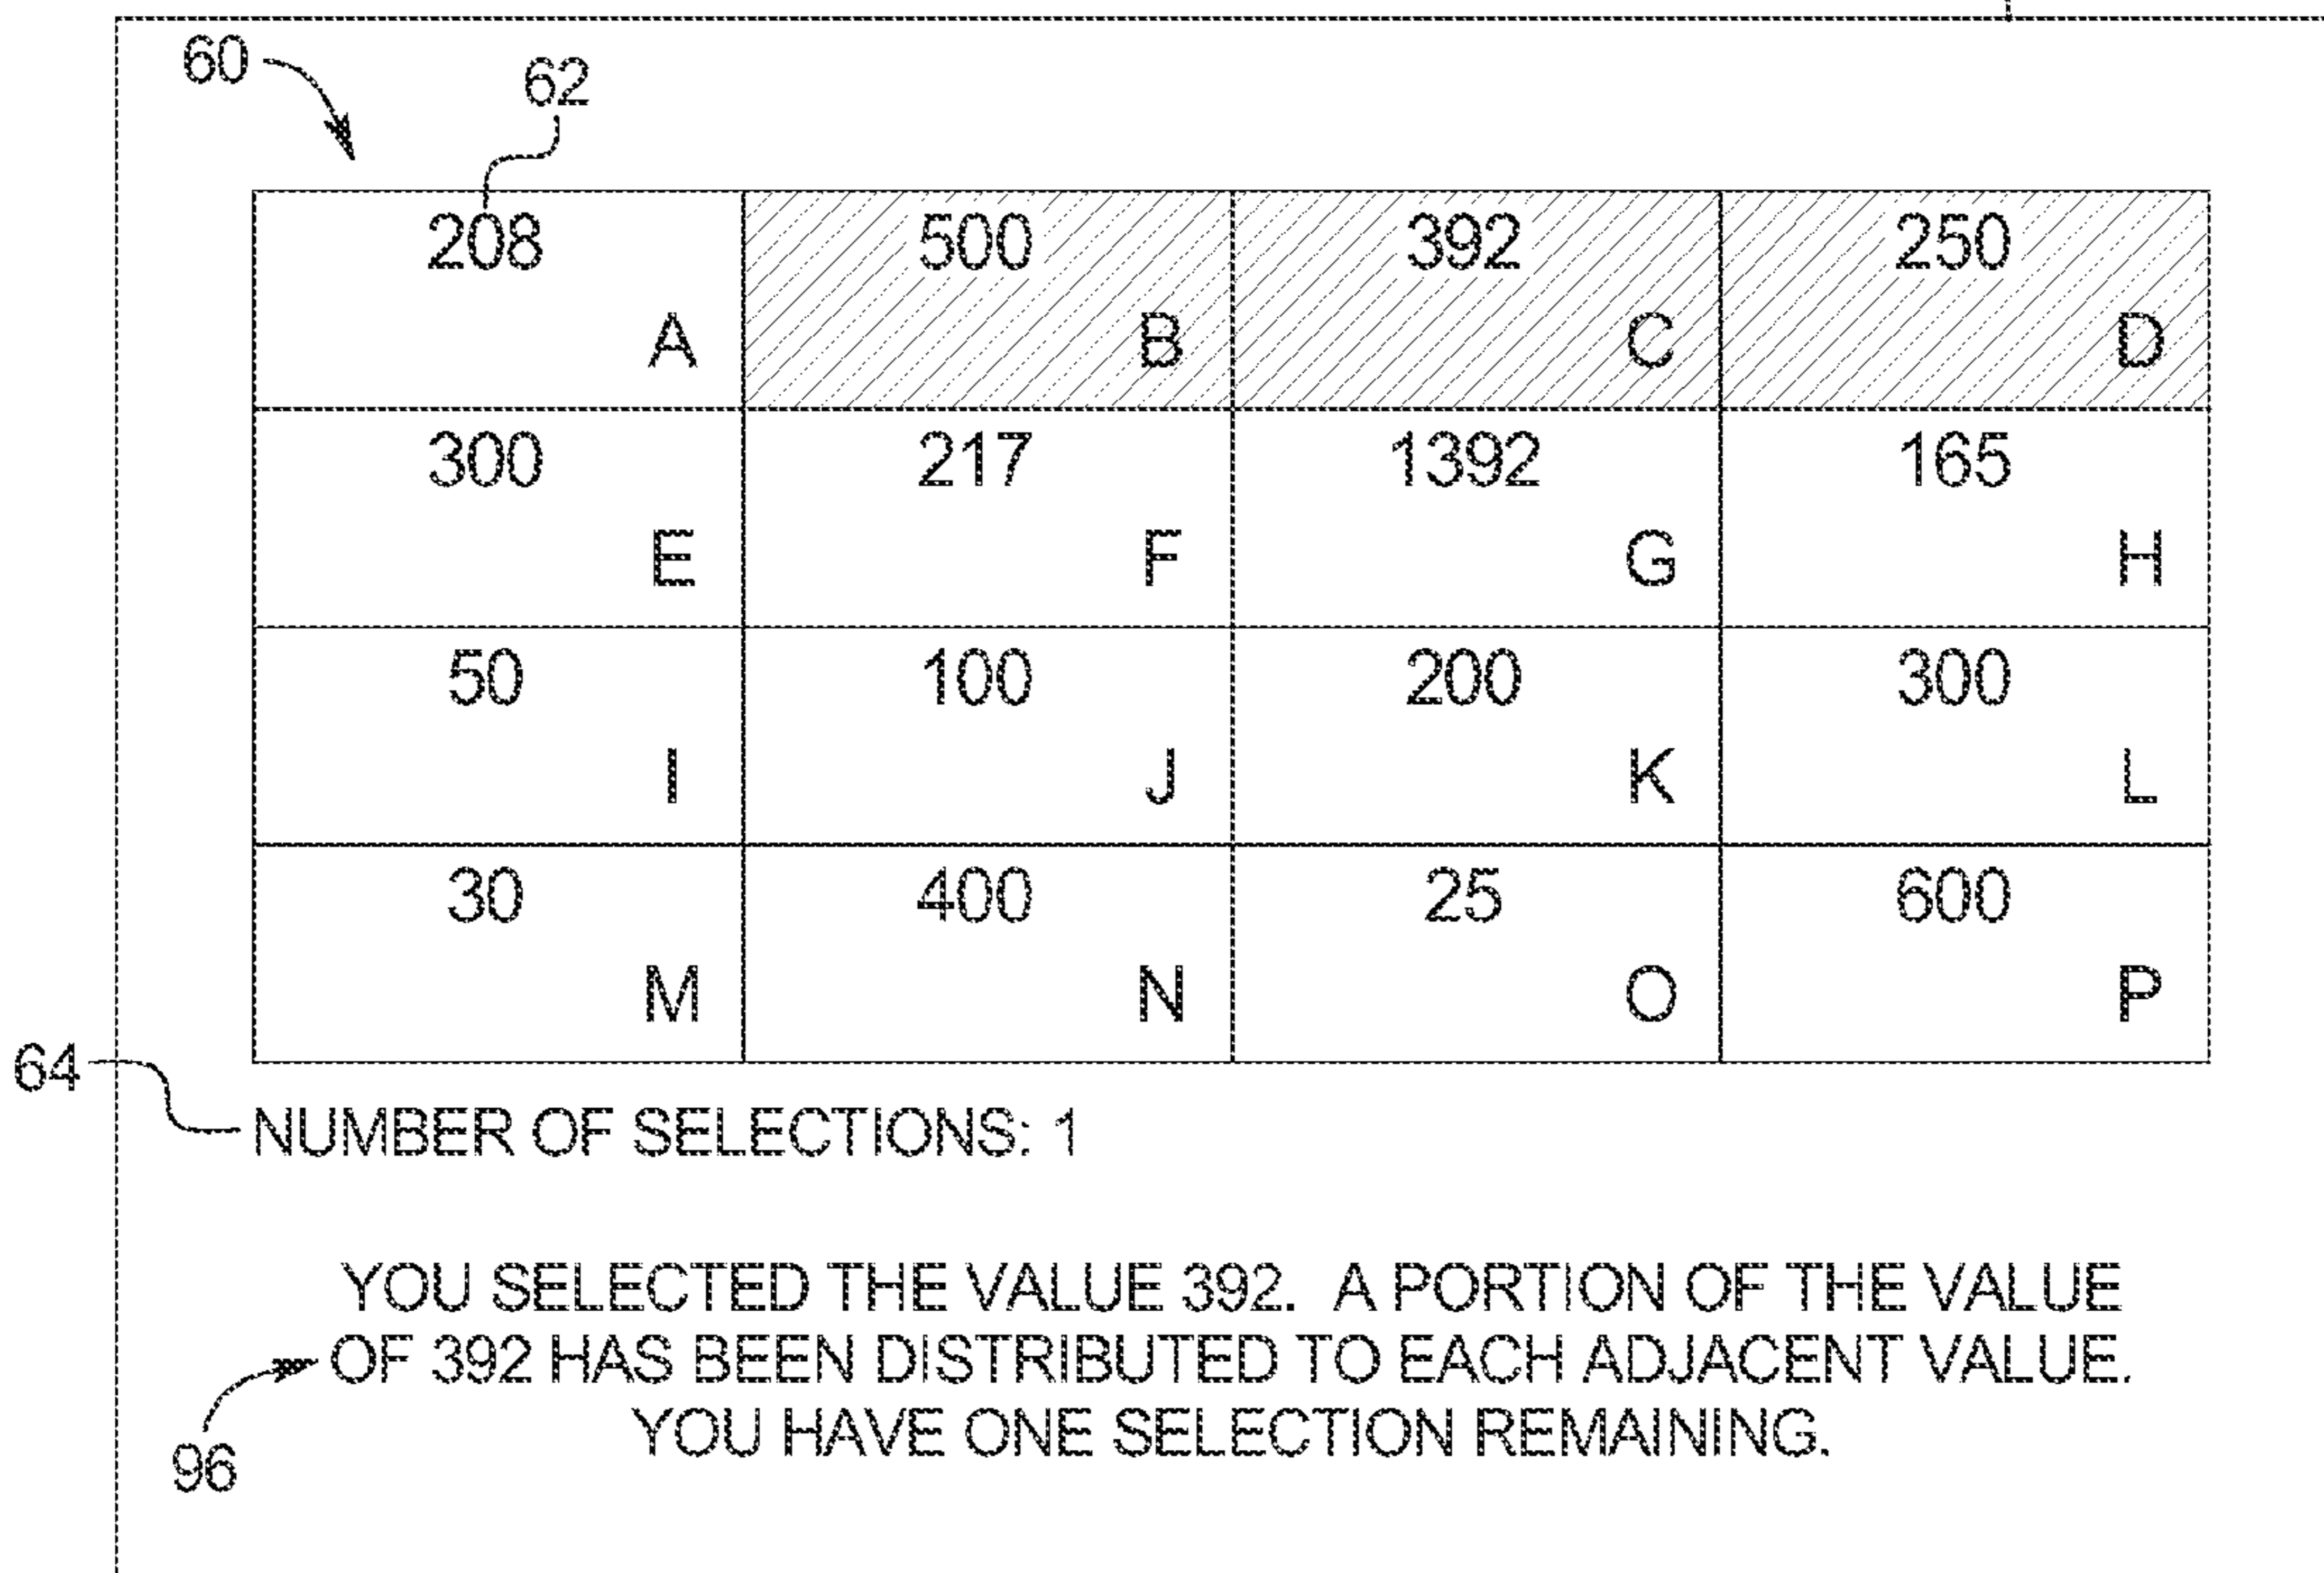 60
62
208 500 392 250
A B C D
300 217 1392 165
E F G H
50 100 200 300
I J K L
30 400 25 600
M N O P
64
NUMBER OF SELECTIONS: 1
YOU SELECTED THE VALUE 392. A PORTION OF THE VALUE
OF 392 HAS BEEN DISTRIBUTED TO EACH ADJACENT VALUE.
YOU HAVE ONE SELECTION REMAINING.
96